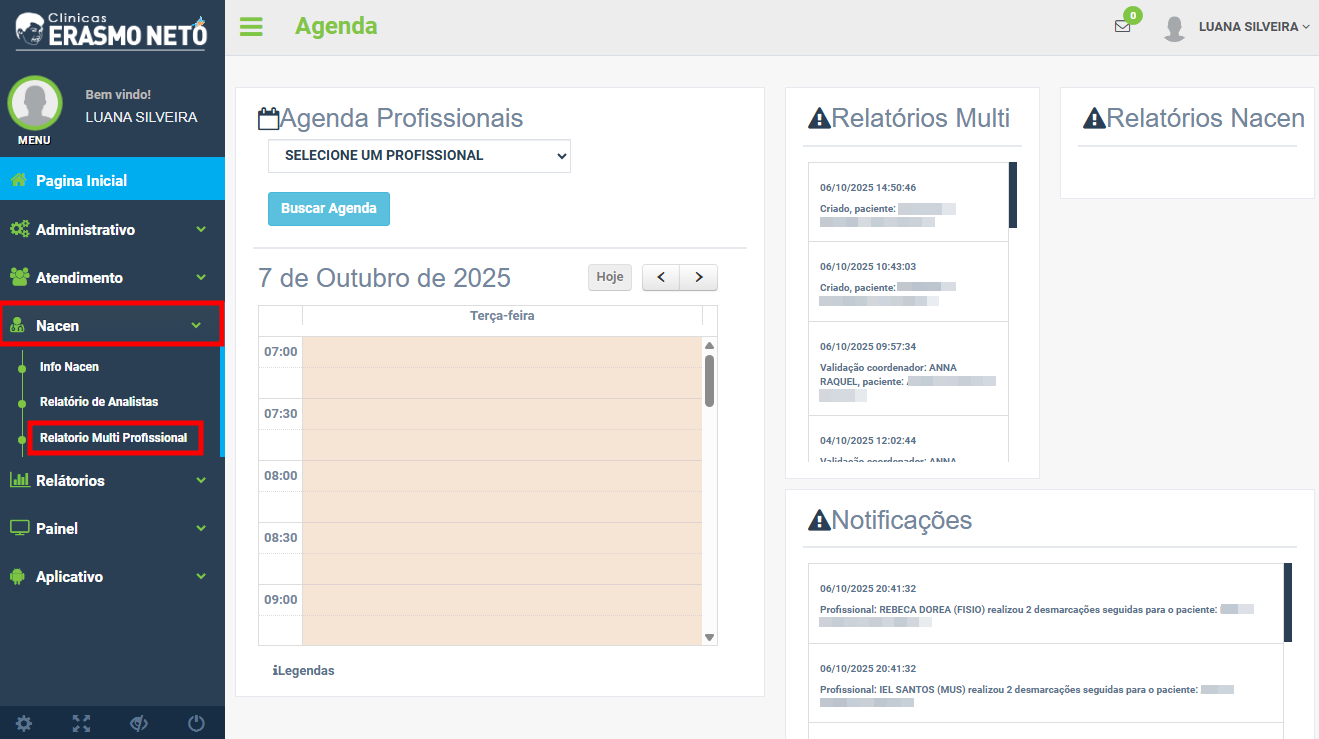 Clinicas
ERASMO NETO
Bem vindo!
LUANA SILVEIRA
MENU
Pagina Inicial
Administrativo
Atendimento
Nacen
Info Nacen
Relatório de Analistas
Relatorio Multi Profissional
Relátorios
Painel
Aplicativo
Agenda
0
LUANA SILVEIRA
Agenda Profissionais
SELECIONE UM PROFISSIONAL
Buscar Agenda
7 de Outubro de 2025
Hoje
Terça-feira
07:00
07:30
08:00
08:30
09:00
Legendas
Relatórios Multi
06/10/2025 14:50:46
Criado, paciente:
06/10/2025 10:43:03
Criado, paciente:
06/10/2025 09:57:34
Validação coordenador: ANNA
RAQUEL, paciente:
04/10/2025 12:02:44
Validação coordenador: ANNA
Relatórios Nacen
Notificações
06/10/2025 20:41:32
Profissional: REBECA DOREA (FISIO) realizou 2 desmarcações seguidas para o paciente:
06/10/2025 20:41:32
Profissional: IEL SANTOS (MUS) realizou 2 desmarcações seguidas para o paciente: